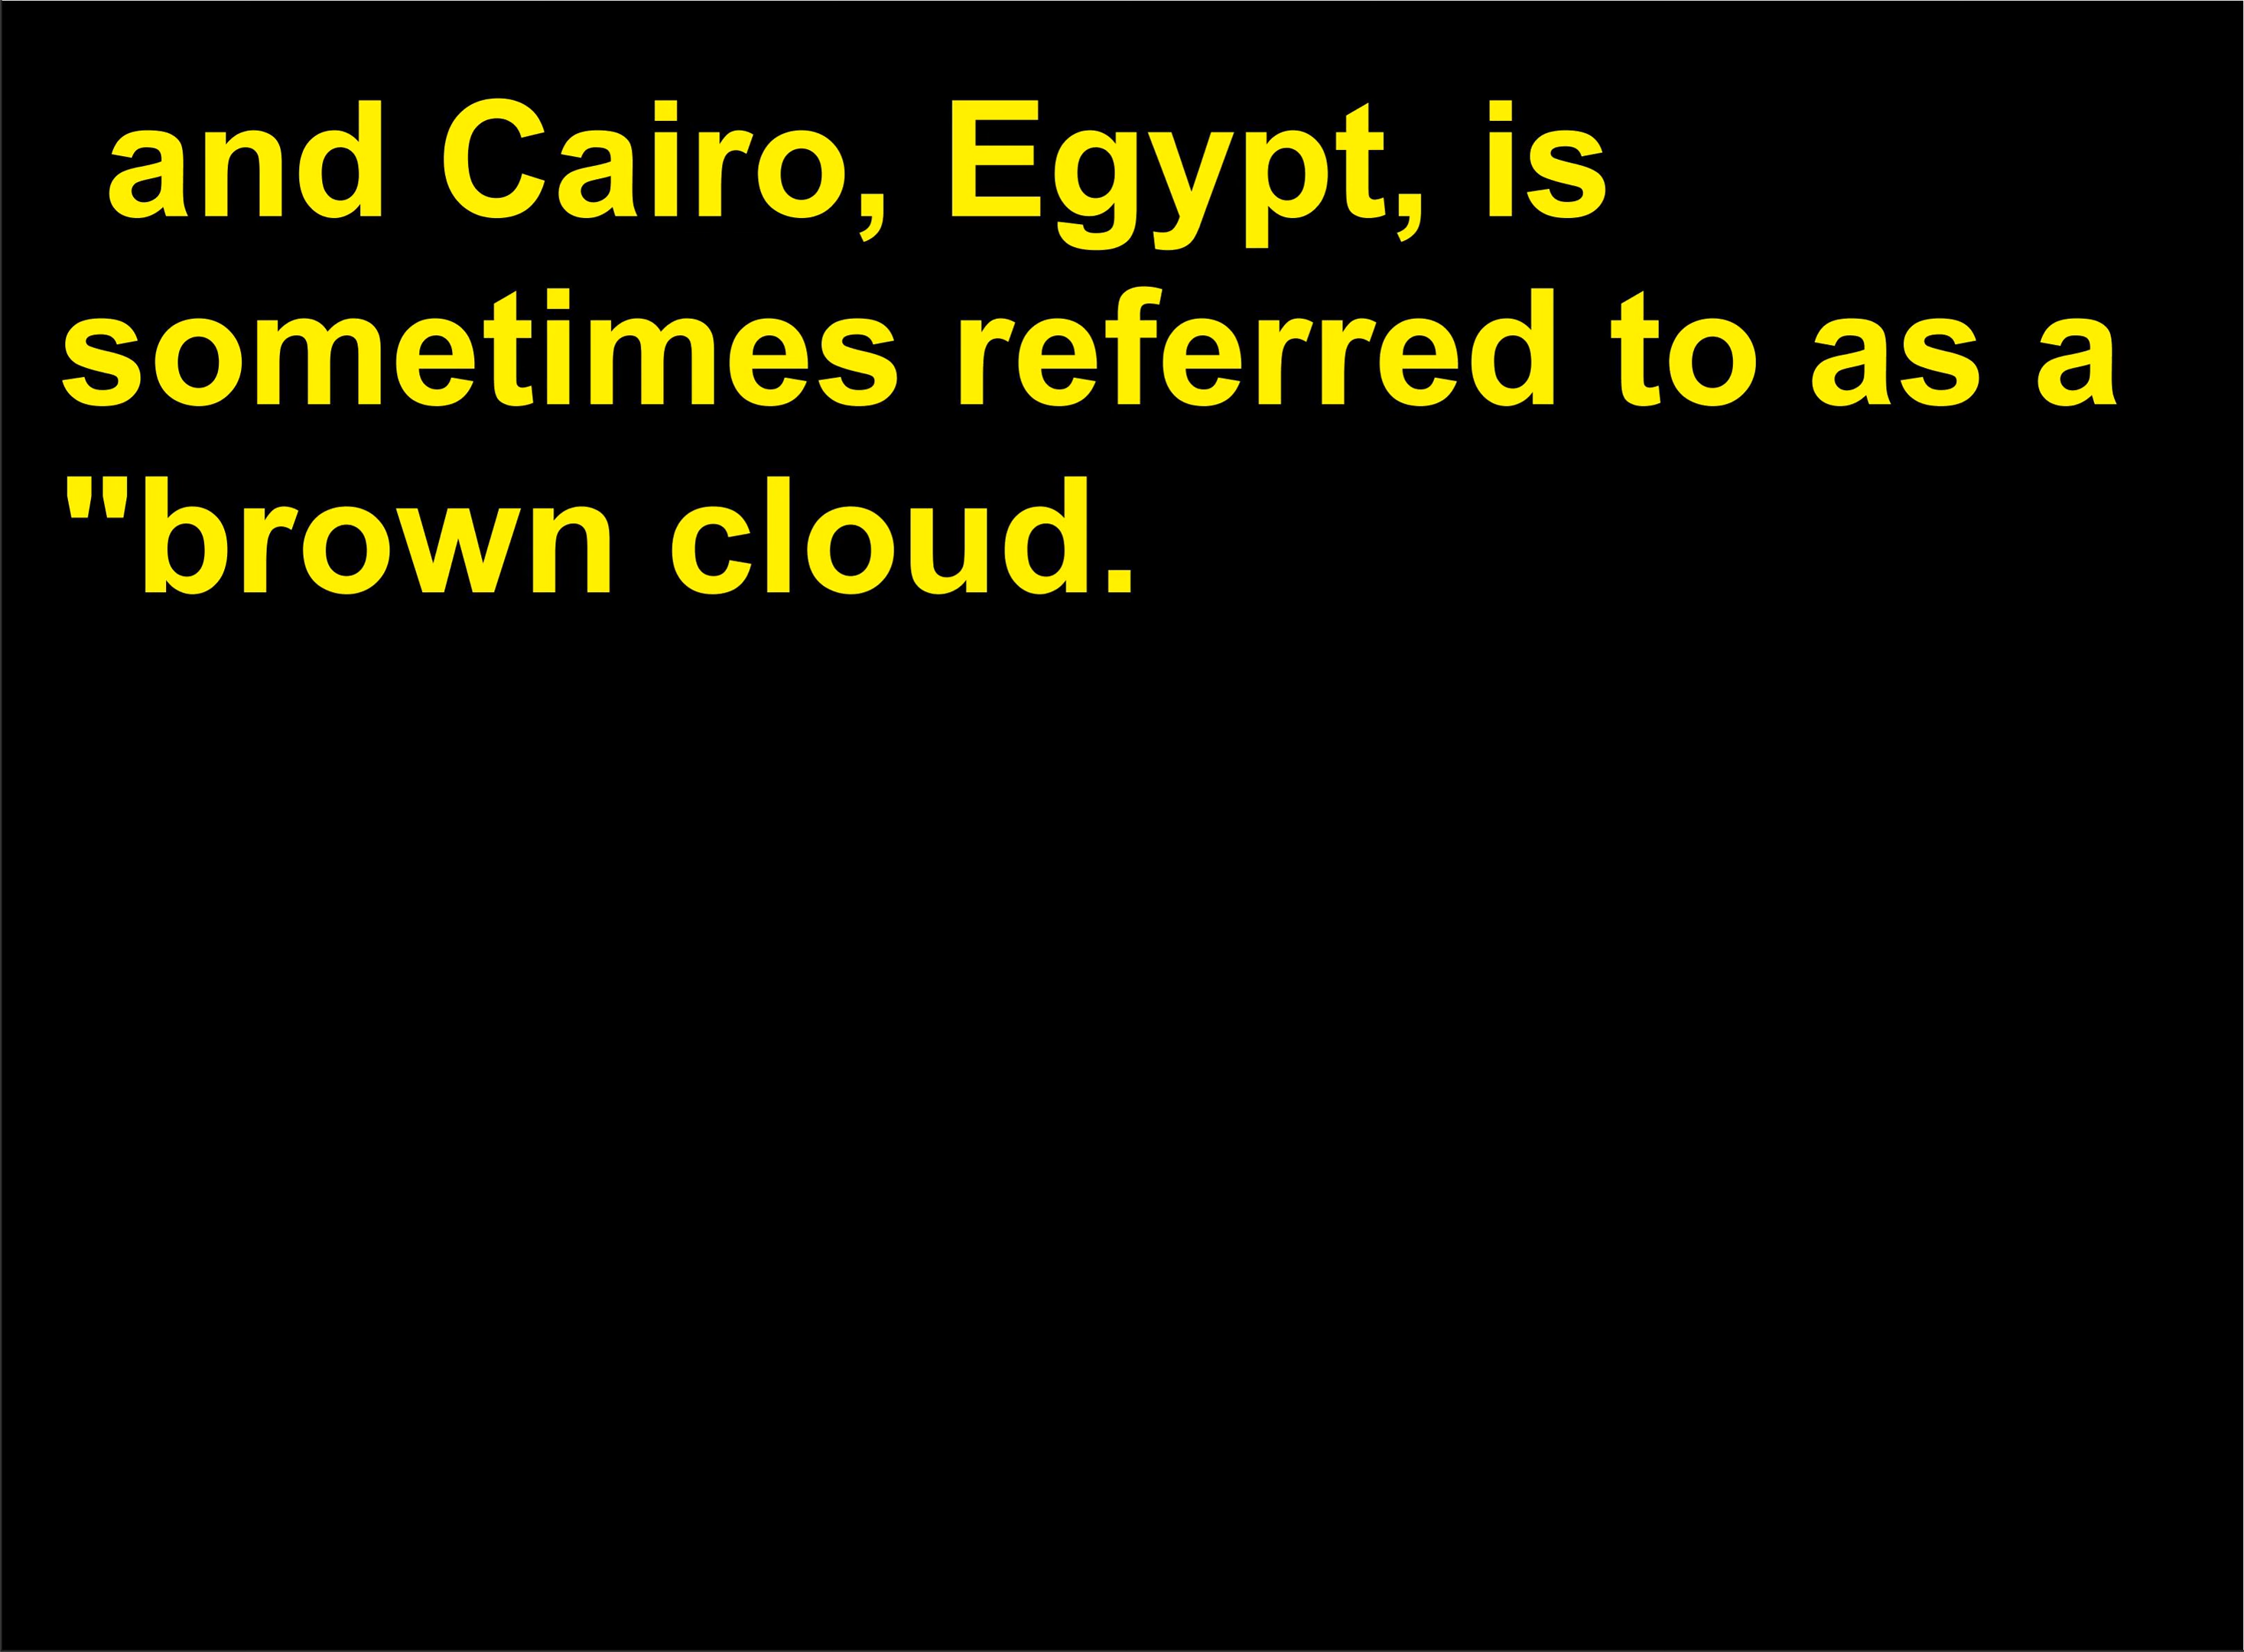 and Cairo, Egypt, is
sometimes referred to as a
"brown cloud.